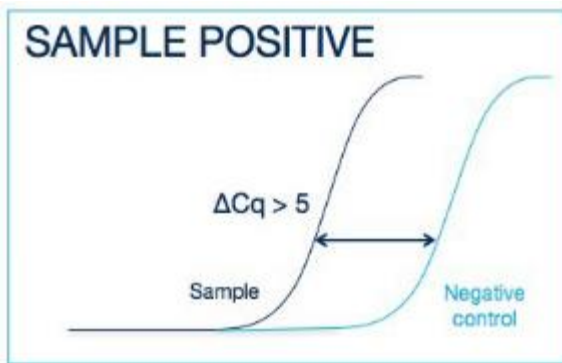 SAMPLE POSITIVE
ΔCq > 5
Sample
Negative
control